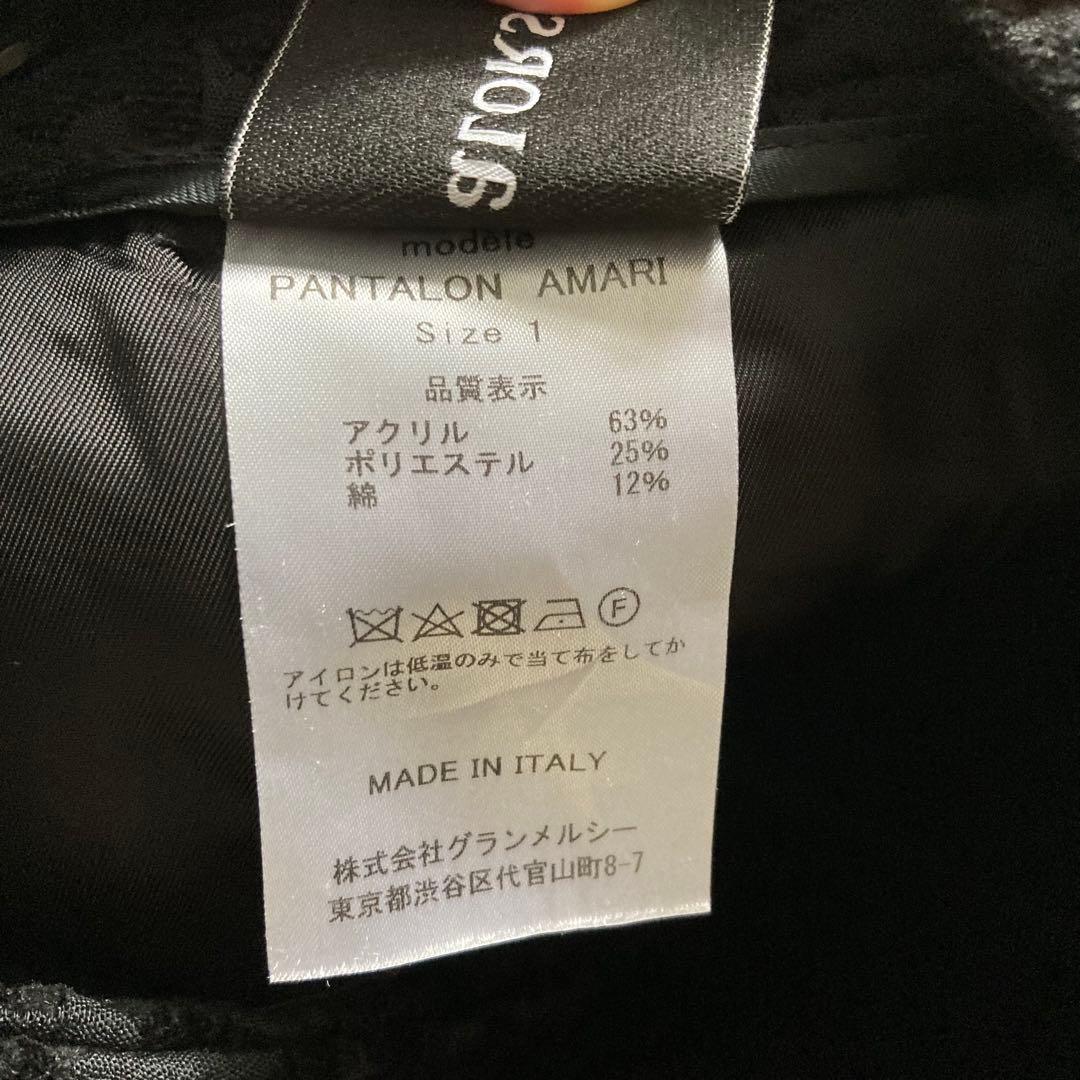 modèle
PANTALON AMARI
Size 1
品質表示
アクリル 63%
ポリエステル 25%
綿 12%
F
アイロンは低温のみで当て布をしてか
けてください。
MADE IN ITALY
株式会社グランメルシー
東京都渋谷区代官山町8-7